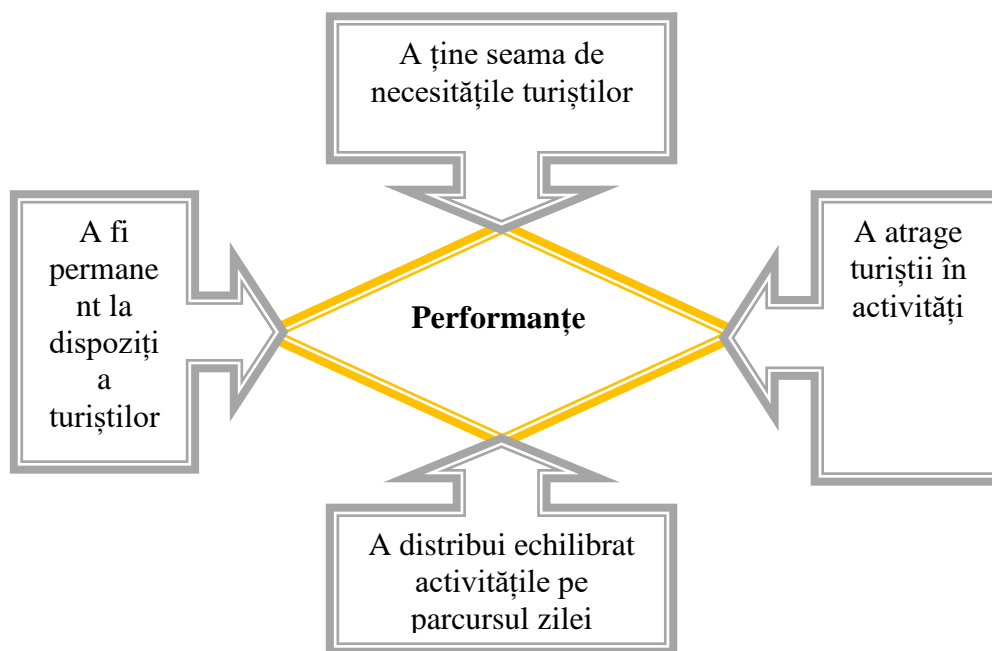 A ține seama de
necesitățile turiștilor
A fi
permane
nt la
dispoziți
a
turiștilor
Performanțe
A atrage
turiștii în
activități
A distribui echilibrat
activitățile pe
parcursul zilei